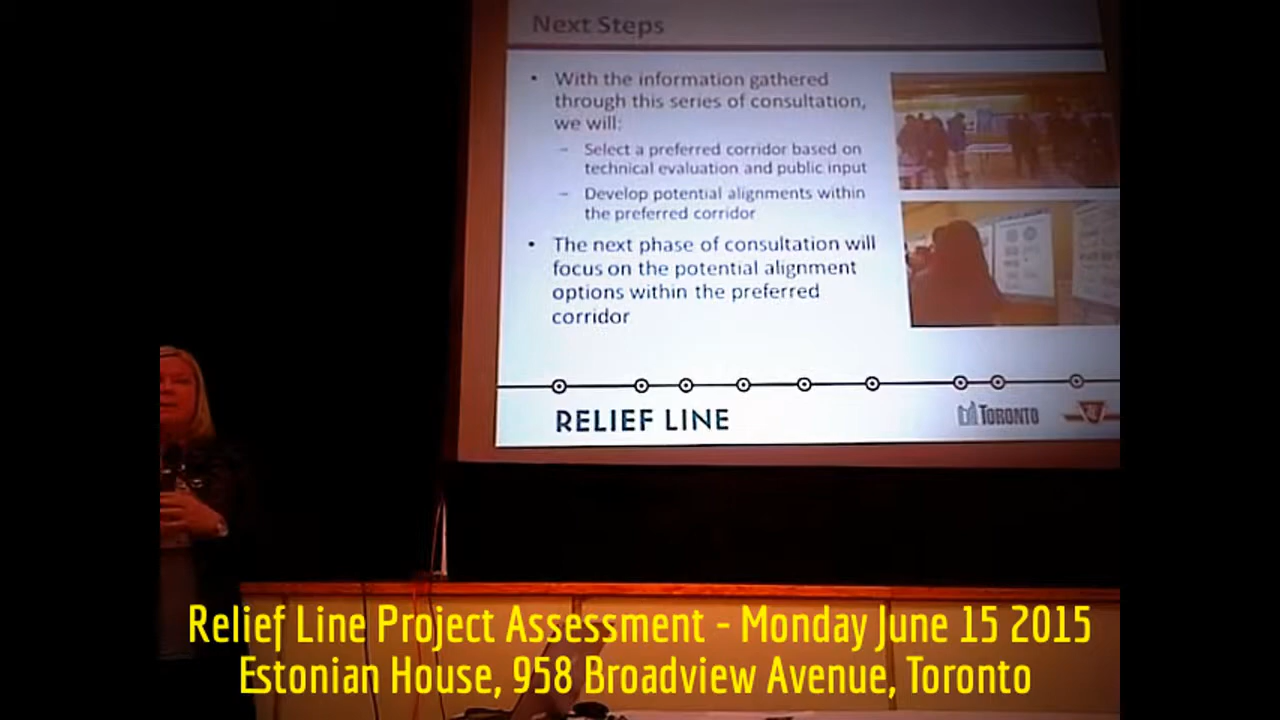 Next Steps
• With the information gathered
through this series of consultation,
we will:
– Select a preferred corridor based on
technical evaluation and public input
– Develop potential alignments within
the preferred corridor
• The next phase of consultation will
focus on the potential alignment
options within the preferred
corridor
RELIEF LINE
TORONTO
Relief Line Project Assessment - Monday June 15 2015
Estonian House, 958 Broadview Avenue, Toronto